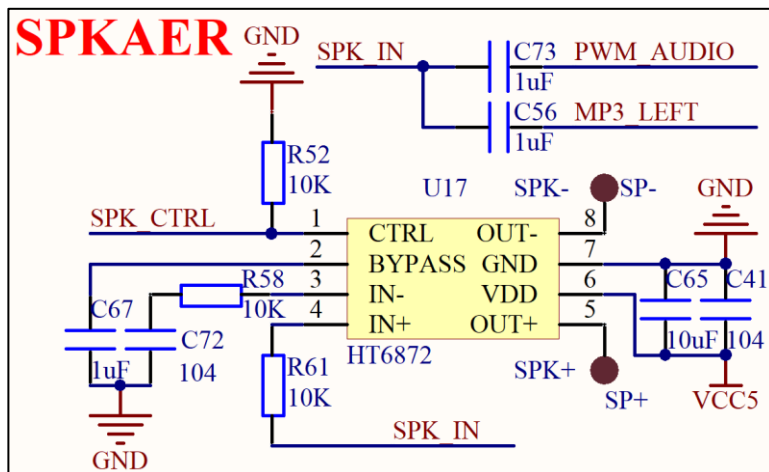 SPKAER
GND
SPK_IN
C73
PWM_AUDIO
1uF
C56
MP3_LEFT
1uF
R52
10K
U17
SPK-
SP-
GND
SPK_CTRL
1
CTRL
OUT-
8
2
BYPASS
GND
7
R58
10K
3
IN-
VDD
6
C65
C41
4
IN+
OUT+
5
C67
C72
1uF
104
HT6872
10uF
104
R61
10K
SPK+
SP+
VCC5
GND
SPK_IN